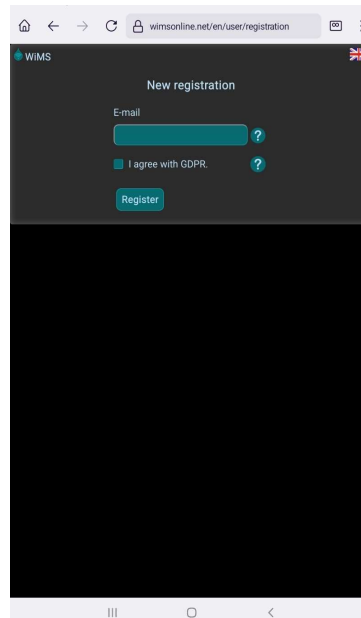 wimsonline.net/en/user/registration
WiMS
New registration
E-mail
?
I agree with GDPR.
?
Register